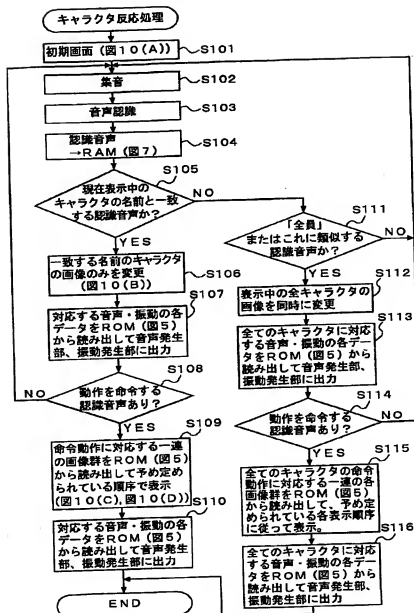 キャラクタ反応処理
初期画面(図10(A))
S101
集音
S102
音声認識
S103
認識音声
→RAM(図7)
S104
現在表示中の
キャラクタの名前と一致
する認識音声か?
S105
NO
YES
一致する名前のキャラクタ
の画像のみを変更
(図10(B))
S106
対応する音声・振動の各
データをROM(図5)
から読み出して音声発生
部、振動発生部に出力
S107
動作を命令する
認識音声あり?
S108
NO
YES
命令動作に対応する一連
の画像群をROM(図5)
から読み出して予め定め
られている順序で表示
(図10(C),図10(D))
S109
対応する音声・振動の各
データをROM(図5)
から読み出して音声発生
部、振動発生部に出力
S110
END
「全員」
またはこれに類似する
認識音声か?
S111
NO
YES
表示中の全キャラクタの
画像を同時に変更
S112
全てのキャラクタに対応
する音声・振動の各デー
タをROM(図5)から
読み出して音声発生部、
振動発生部に出力
S113
動作を命令する
認識音声あり?
S114
NO
YES
全てのキャラクタの命令
動作に対応する一連の各
画像群をROM(図5)
から読み出して、予め定
められている各表示順序
に従って表示。
S115
全てのキャラクタに対応
する音声・振動の各デー
タをROM(図5)から
読み出して音声発生部、
振動発生部に出力
S116